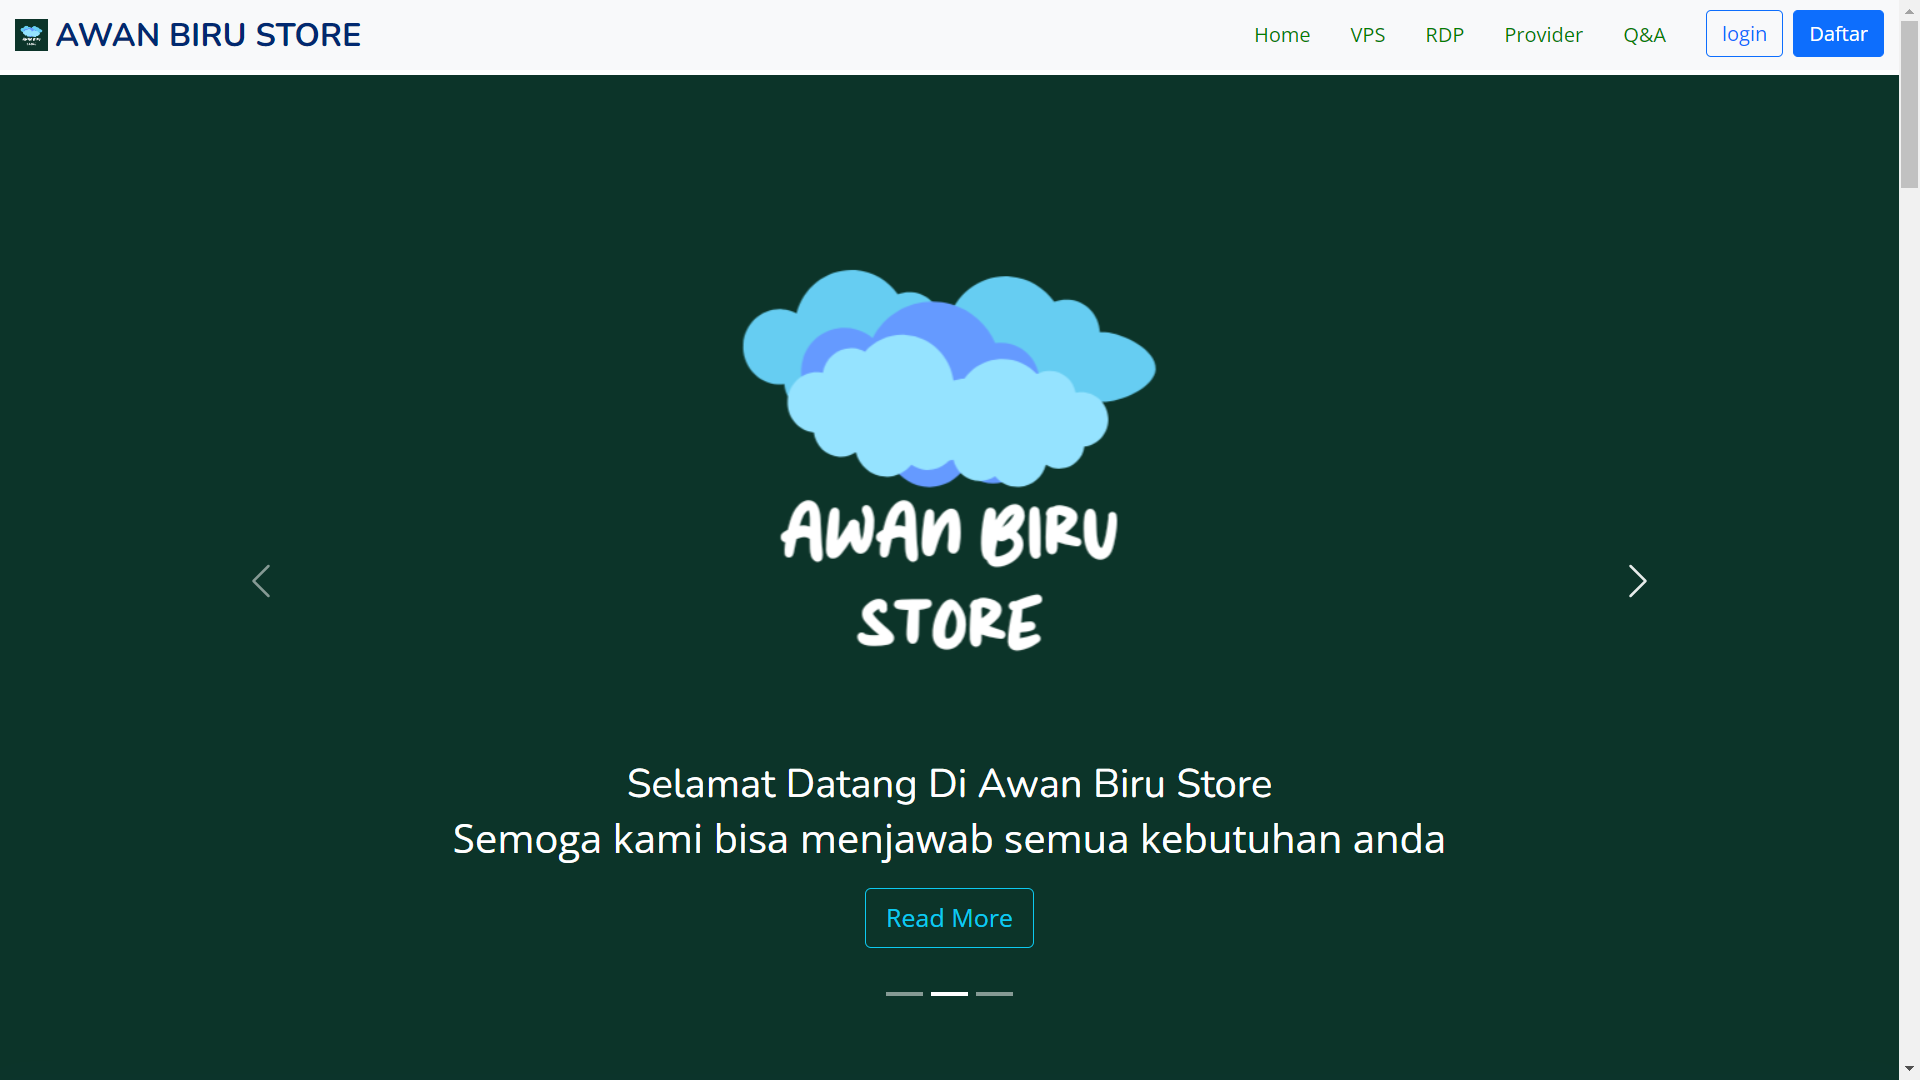 AWAN BIRU STORE
Home
VPS
RDP
Provider
Q&A
login
Daftar
AWAN BIRU
STORE
Selamat Datang Di Awan Biru Store
Semoga kami bisa menjawab semua kebutuhan anda
Read More